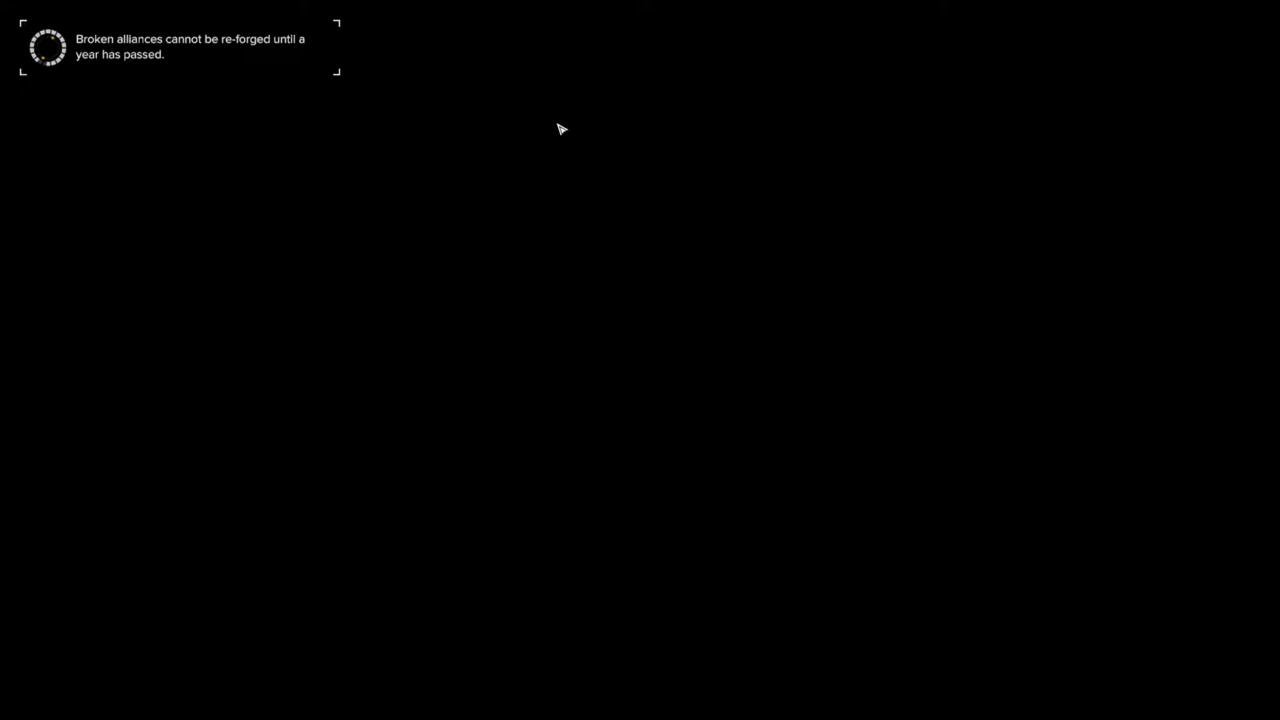 Broken alliances cannot be re-forged until a
year has passed.